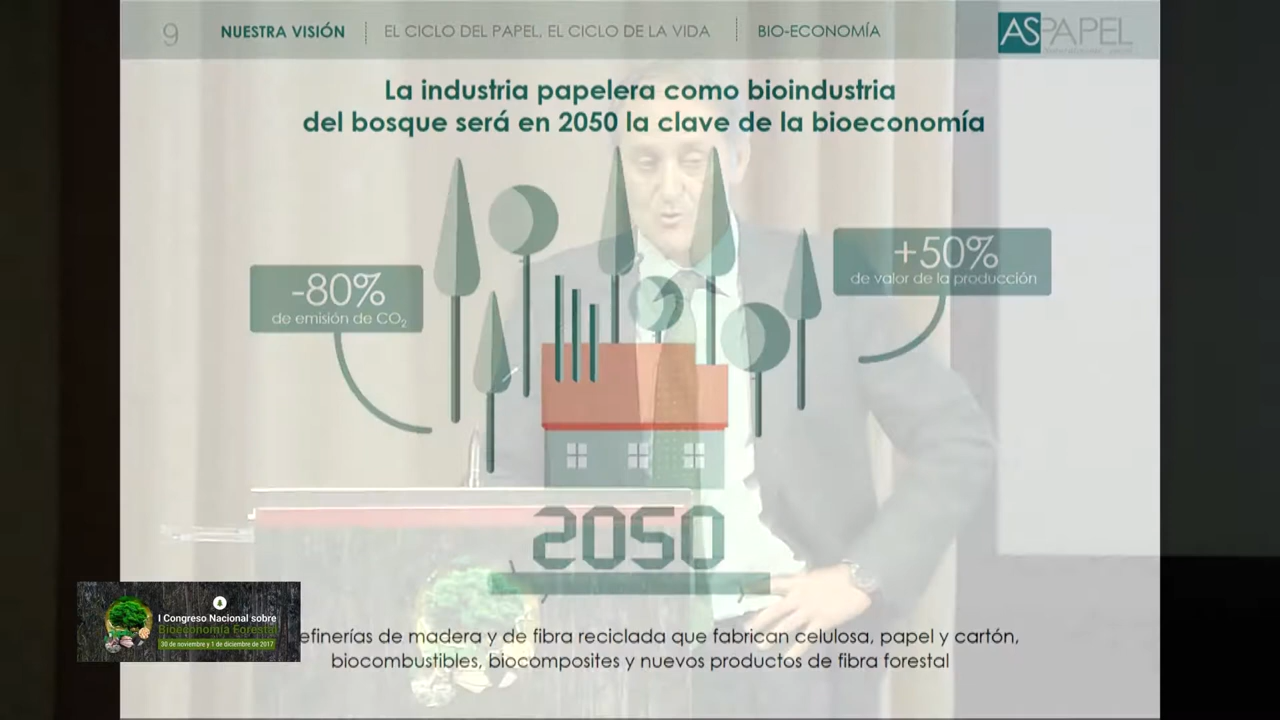 9
NUESTRA VISIÓN
EL CICLO DEL PAPEL, EL CICLO DE LA VIDA
BIO-ECONOMÍA
ASPAPEL
La industria papelera como bioindustria
del bosque será en 2050 la clave de la bioeconomía
-80%
de emisión de CO₂
+50%
de valor de la producción
2050
I Congreso Nacional sobre
Bioeconomía Forestal
30 de noviembre y 1 de diciembre de 2017
efinerías de madera y de fibra reciclada que fabrican celulosa, papel y cartón,
biocombustibles, biocomposites y nuevos productos de fibra forestal